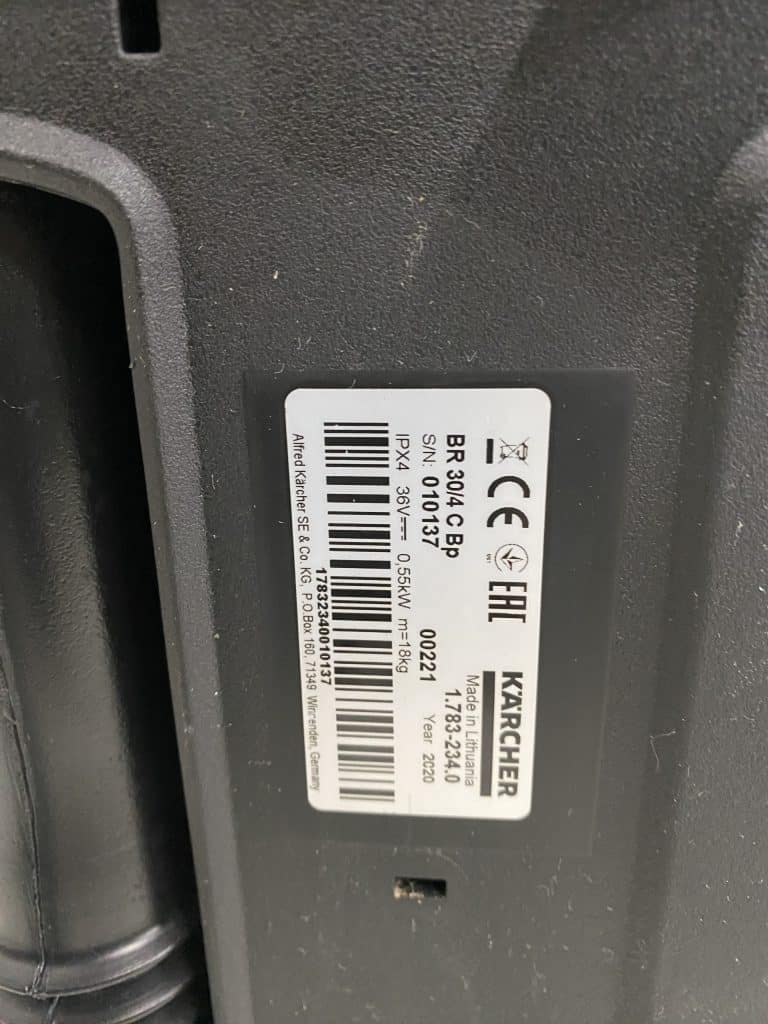 CE EAC KÄRCHER
Made in Lithuania
BR 30/4 C Bp 1.783-234.0
S/N: 010137 00221 Year 2020
IPX4 36V 0,55kW m=18kg
17832340010137
Alfred Kärcher SE & Co. KG, P.O.Box 160, 71349 Winnenden, Germany